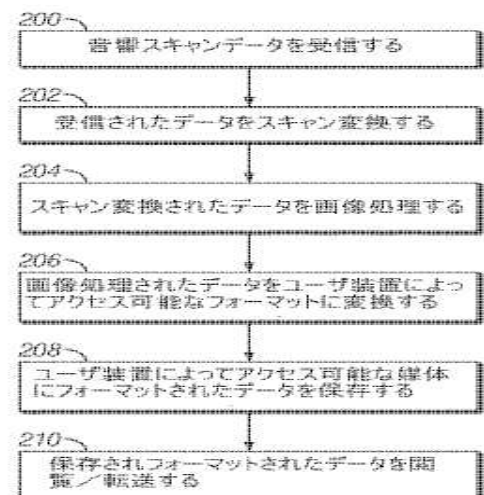 200
音響スキャンデータを受信する
202
受信されたデータをスキャン変換する
204
スキャン変換されたデータを画像処理する
206
画像処理されたデータをユーザ装置によっ
てアクセス可能なフォーマットに変換する
208
ユーザ装置によってアクセス可能な媒体
にフォーマットされたデータを保存する
210
保存されフォーマットされたデータを閲
覧/転送する